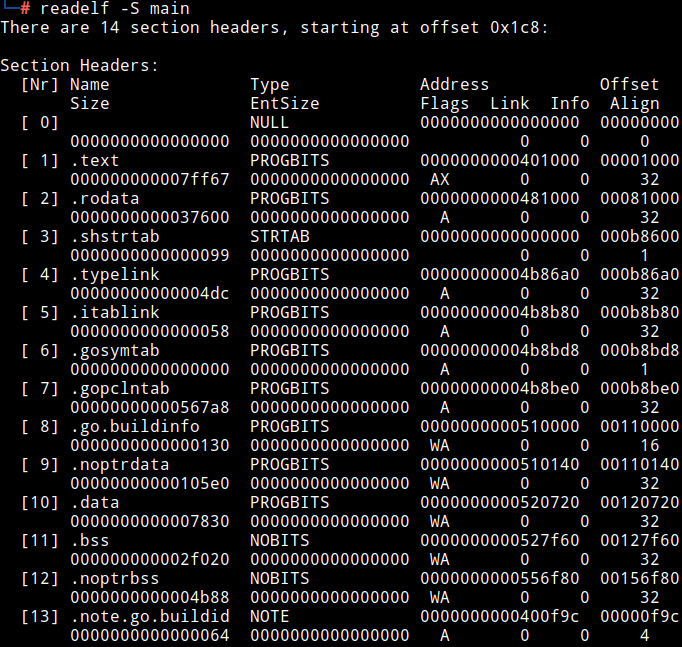 └─# readelf -S main
There are 14 section headers, starting at offset 0x1c8:
Section Headers:
  [Nr] Name              Type             Address           Offset
       Size              EntSize          Flags  Link  Info  Align
  [ 0]                   NULL             0000000000000000  00000000
       0000000000000000  0000000000000000           0     0     0
  [ 1] .text             PROGBITS         0000000000401000  00001000
       000000000007ff67  0000000000000000  AX       0     0     32
  [ 2] .rodata           PROGBITS         0000000000481000  00081000
       0000000000037600  0000000000000000   A       0     0     32
  [ 3] .shstrtab         STRTAB           0000000000000000  000b8600
       0000000000000099  0000000000000000           0     0     1
  [ 4] .typelink         PROGBITS         00000000004b86a0  000b86a0
       00000000000004dc  0000000000000000   A       0     0     32
  [ 5] .itablink         PROGBITS         00000000004b8b80  000b8b80
       0000000000000058  0000000000000000   A       0     0     32
  [ 6] .gosymtab         PROGBITS         00000000004b8bd8  000b8bd8
       0000000000000000  0000000000000000   A       0     0     1
  [ 7] .gopclntab        PROGBITS         00000000004b8be0  000b8be0
       00000000000567a8  0000000000000000   A       0     0     32
  [ 8] .go.buildinfo     PROGBITS         0000000000510000  00110000
       0000000000000130  0000000000000000  WA       0     0     16
  [ 9] .noptrdata        PROGBITS         0000000000510140  00110140
       00000000000105e0  0000000000000000  WA       0     0     32
  [10] .data             PROGBITS         0000000000520720  00120720
       0000000000007830  0000000000000000  WA       0     0     32
  [11] .bss              NOBITS           0000000000527f60  00127f60
       000000000002f020  0000000000000000  WA       0     0     32
  [12] .noptrbss         NOBITS           0000000000556f80  00156f80
       0000000000004b88  0000000000000000  WA       0     0     32
  [13] .note.go.buildid  NOTE             0000000000400f9c  00000f9c
       0000000000000064  0000000000000000   A       0     0     4